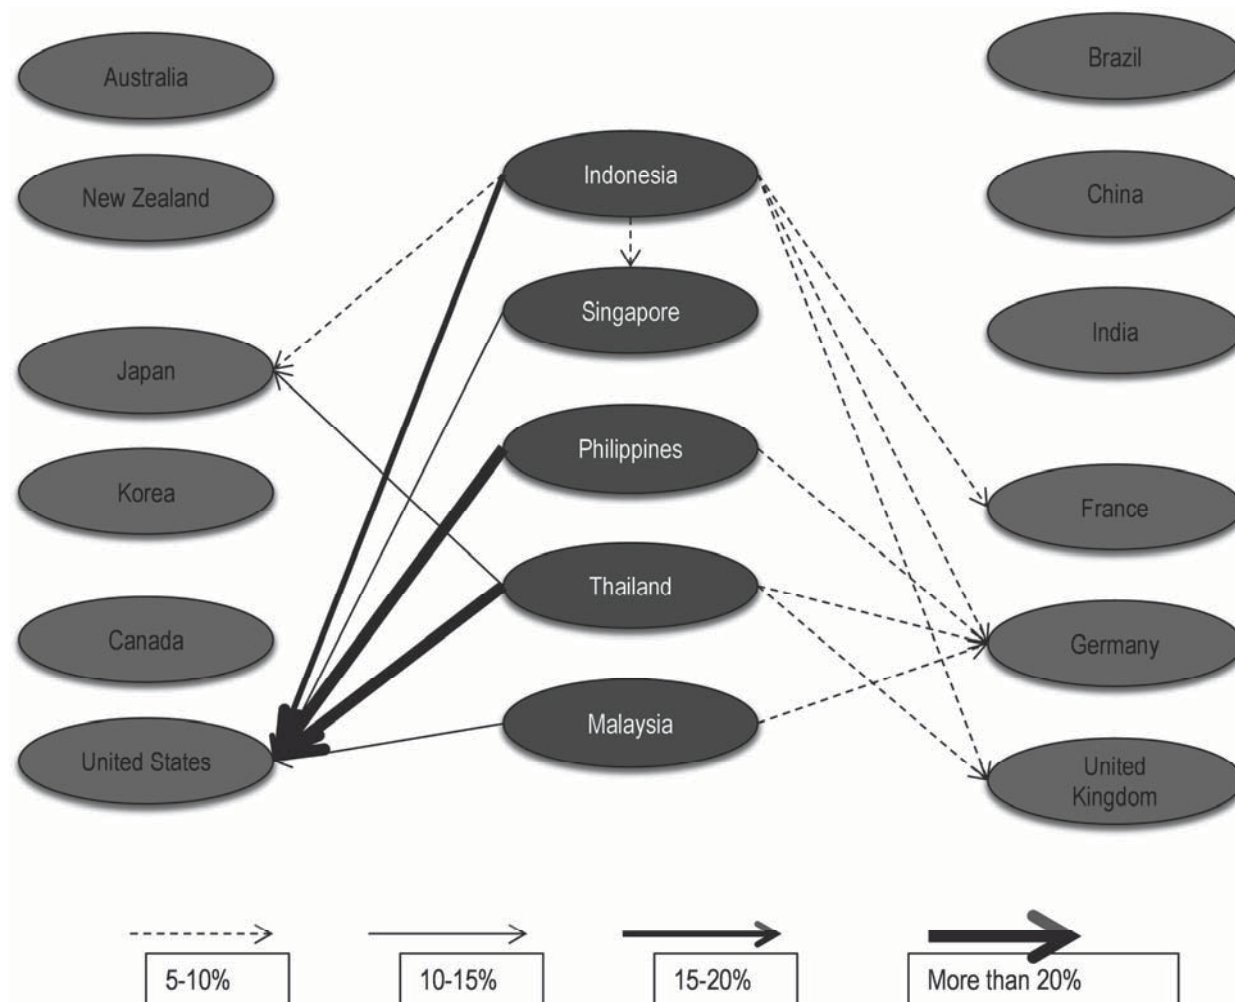 Australia
New Zealand
Japan
Korea
Canada
United States
Indonesia
Singapore
Philippines
Thailand
Malaysia
Brazil
China
India
France
Germany
United
Kingdom
5-10%
10-15%
15-20%
More than 20%